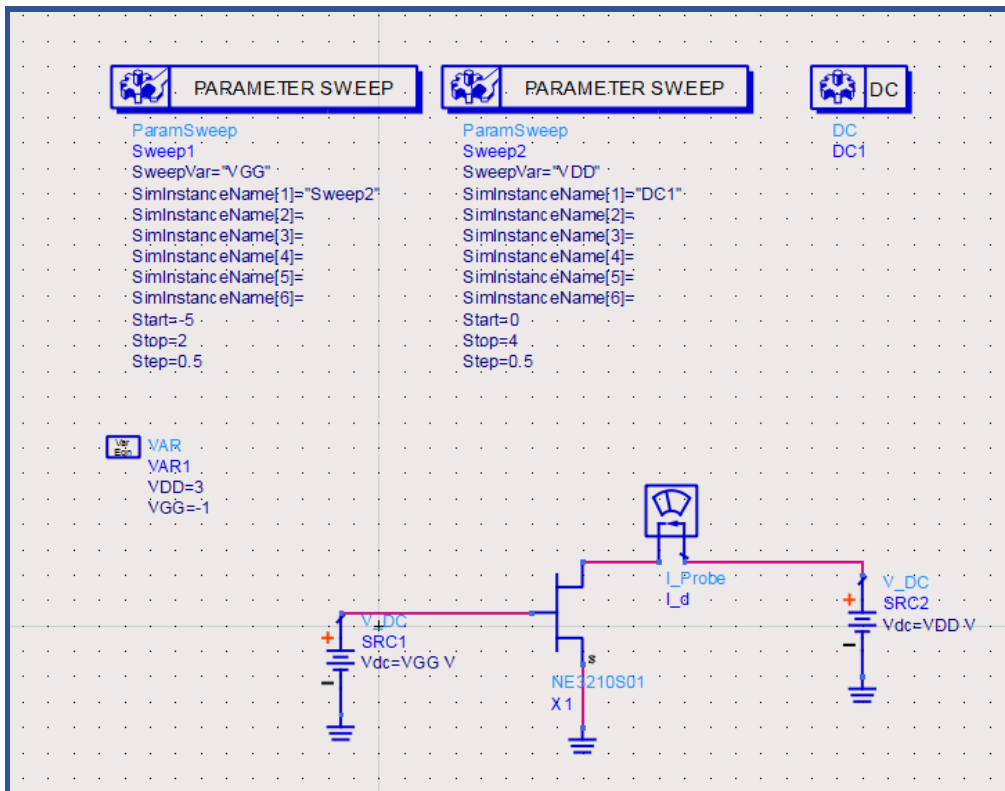 PARAMETER SWEEP
ParamSweep
Sweep1
SweepVar="VGG"
SimInstanceName[1]="Sweep2"
SimInstanceName[2]=
SimInstanceName[3]=
SimInstanceName[4]=
SimInstanceName[5]=
SimInstanceName[6]=
Start=-5
Stop=2
Step=0.5
PARAMETER SWEEP
ParamSweep
Sweep2
SweepVar="VDD"
SimInstanceName[1]="DC1"
SimInstanceName[2]=
SimInstanceName[3]=
SimInstanceName[4]=
SimInstanceName[5]=
SimInstanceName[6]=
Start=0
Stop=4
Step=0.5
DC
DC
DC1
Var
Eqn
VAR
VAR1
VDD=3
VGG=-1
I_Probe
I_d
V_DC
SRC2
Vdc=VDD V
V_DC
SRC1
Vdc=VGG V
s
NE3210S01
X1